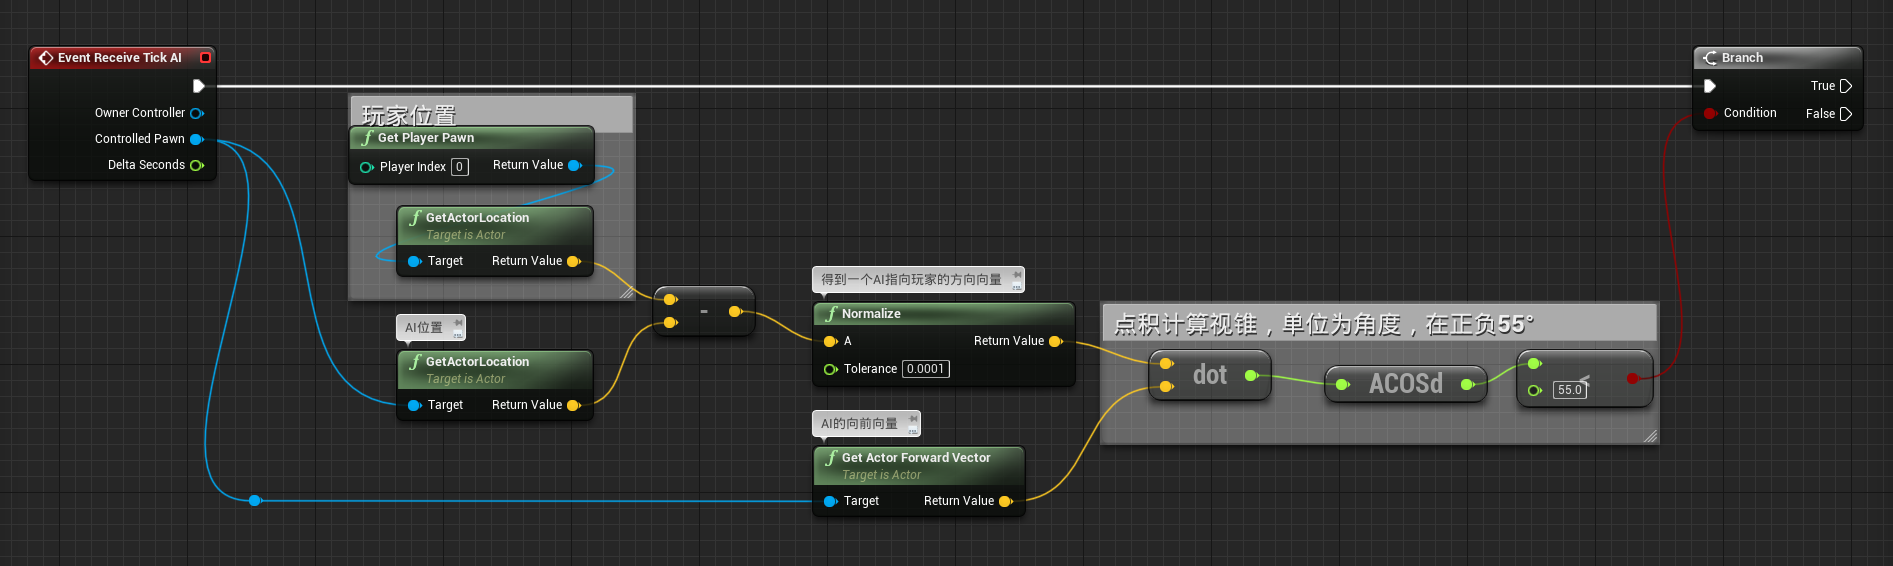 Event Receive Tick AI
Owner Controller
Controlled Pawn
Delta Seconds
玩家位置
Get Player Pawn
Player Index 0 Return Value
GetActorLocation
Target is Actor
Target Return Value
AI位置
GetActorLocation
Target is Actor
Target Return Value
-
得到一个AI指向玩家的方向向量
Normalize
A Return Value
Tolerance 0.0001
AI的向前向量
Get Actor Forward Vector
Target is Actor
Target Return Value
点积计算视锥，单位为角度，在正负55°
dot
ACOSd
<
55.0
Branch
True
Condition False